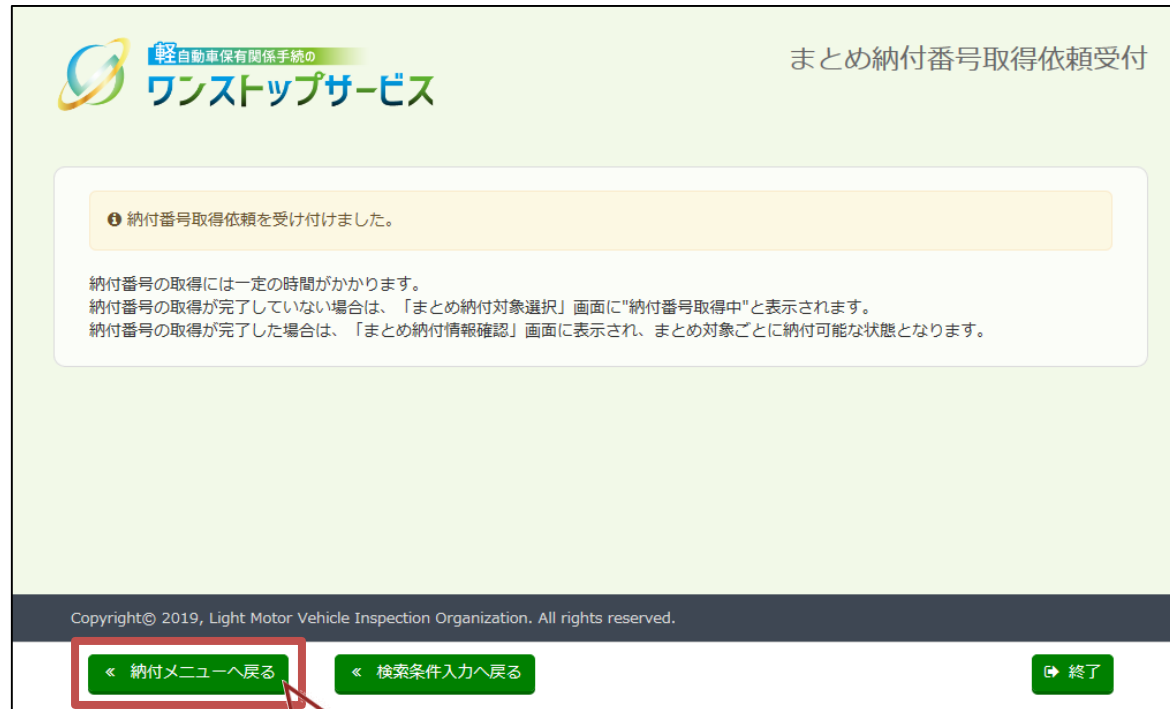 軽自動車保有関係手続の
ワンストップサービス
まとめ納付番号取得依頼受付
納付番号取得依頼を受け付けました。
納付番号の取得には一定の時間がかかります。
納付番号の取得が完了していない場合は、「まとめ納付対象選択」画面に"納付番号取得中"と表示されます。
納付番号の取得が完了した場合は、「まとめ納付情報確認」画面に表示され、まとめ対象ごとに納付可能な状態となります。
Copyright© 2019, Light Motor Vehicle Inspection Organization. All rights reserved.
« 納付メニューへ戻る
« 検索条件入力へ戻る
終了